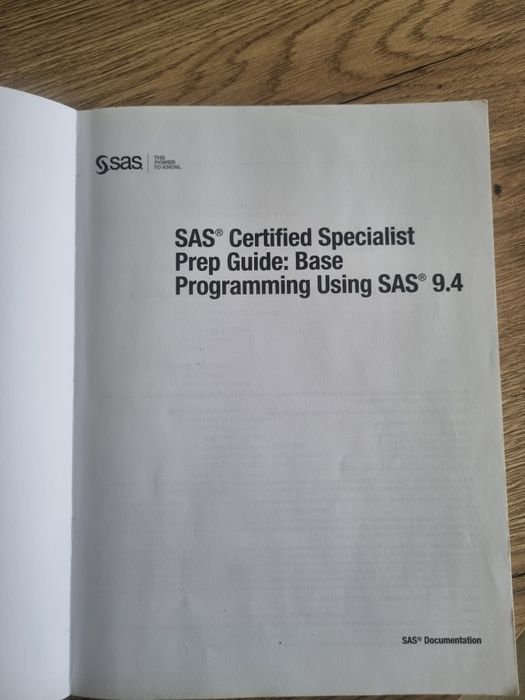 sas
THE
POWER
TO KNOW.
SAS® Certified Specialist
Prep Guide: Base
Programming Using SAS® 9.4
SAS® Documentation